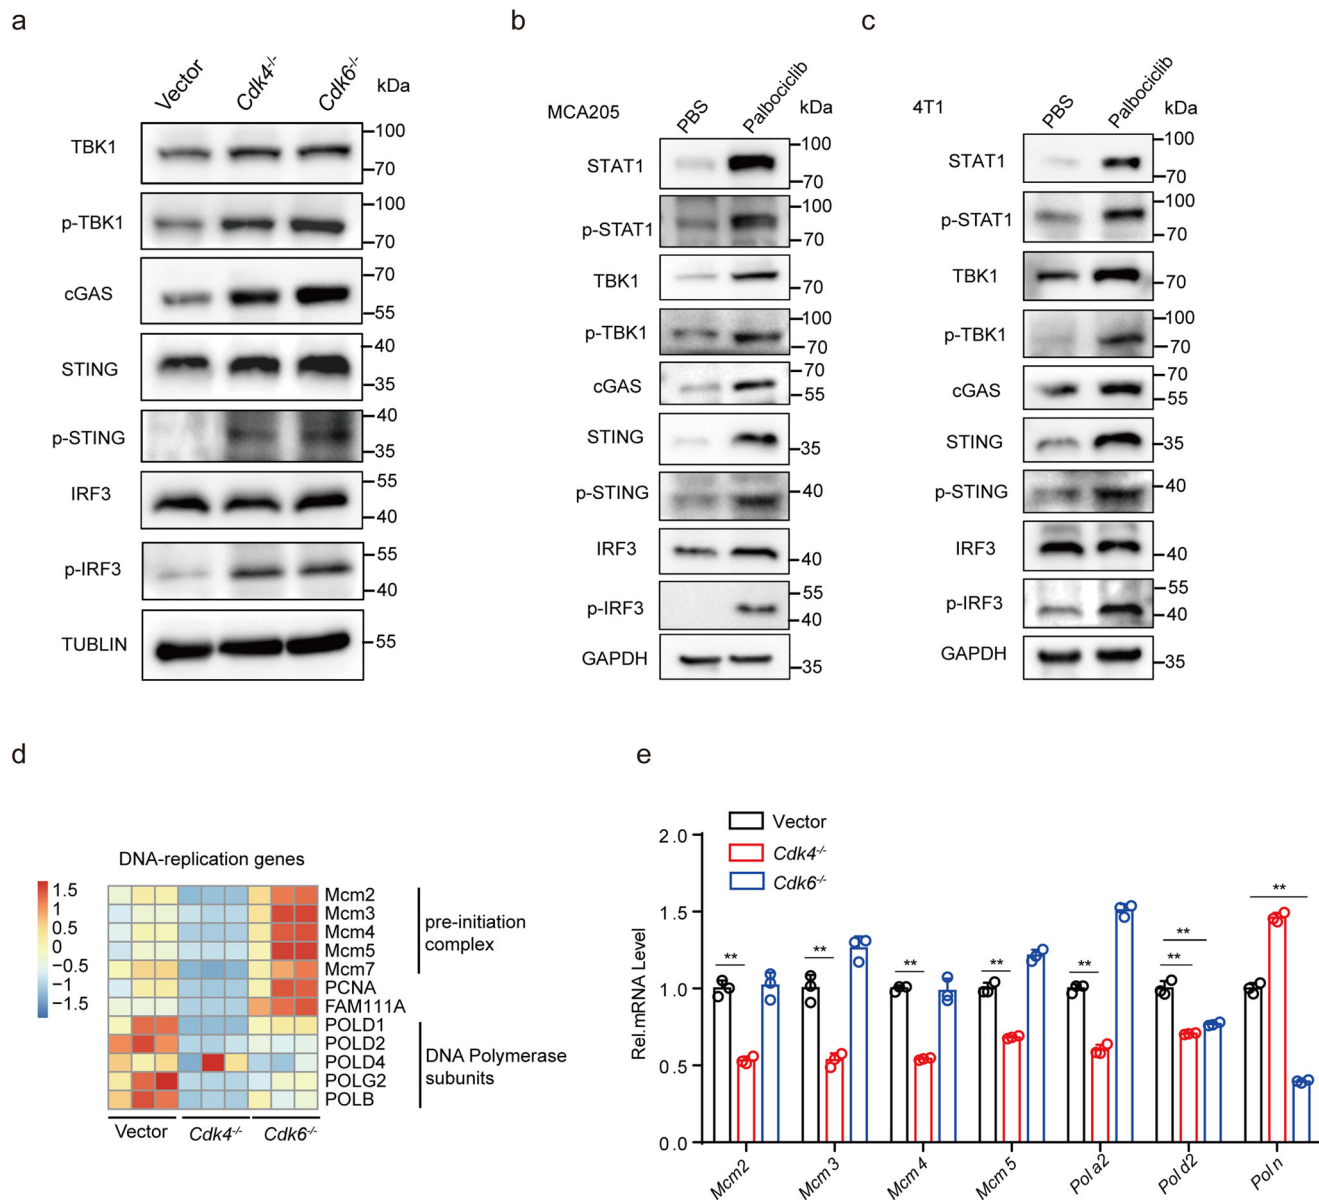 a
Vector
Cdk4-/-
Cdk6-/-
kDa
TBK1
100
70
p-TBK1
100
70
cGAS
70
55
STING
40
35
p-STING
40
35
IRF3
55
40
p-IRF3
55
40
TUBLIN
55
b
MCA205
PBS
Palbociclib
kDa
STAT1
100
70
p-STAT1
100
70
TBK1
70
p-TBK1
100
70
cGAS
70
55
STING
35
p-STING
40
IRF3
40
p-IRF3
55
40
GAPDH
35
c
4T1
PBS
Palbociclib
kDa
STAT1
100
70
p-STAT1
100
70
TBK1
70
p-TBK1
100
70
cGAS
70
55
STING
35
p-STING
40
IRF3
40
p-IRF3
55
40
GAPDH
35
d
DNA-replication genes
1.5
1
0.5
0
−0.5
−1
−1.5
Mcm2
Mcm3
Mcm4
Mcm5
Mcm7
PCNA
FAM111A
POLD1
POLD2
POLD4
POLG2
POLB
pre-initiation
complex
DNA Polymerase
subunits
Vector
Cdk4-/-
Cdk6-/-
e
Vector
Cdk4-/-
Cdk6-/-
Rel.mRNA Level
2.0
1.5
1.0
0.5
0.0
**
**
**
**
**
**
**
**
Mcm2
Mcm3
Mcm4
Mcm5
Pol a2
Pol d2
Pol n